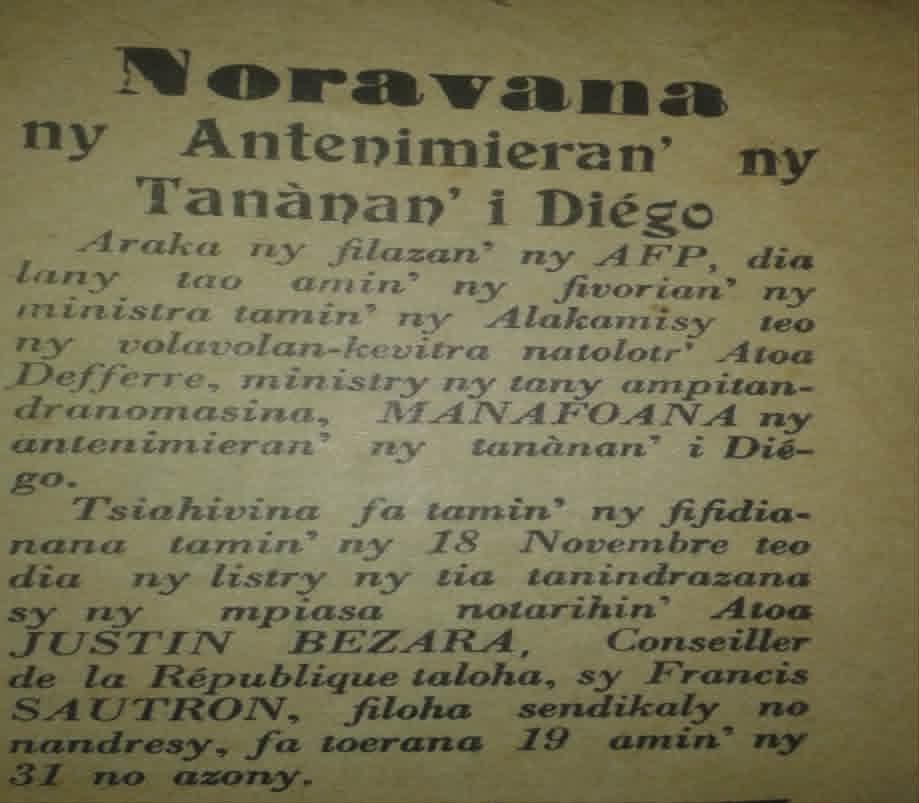 Noravana
ny Antenimieran' ny
Tanànan' i Diégo
Araka ny filazan' ny AFP, dia
lany tao amin' ny fivorian' ny
ministra tamin' ny Alakamisy teo
ny volavolan-kevitra natolotr' Atoa
Defferre, ministry ny tany ampitan-
dranomasina, MANAFOANA ny
antenimieran' ny tanànan' i Dié-
go.
Tsiahivina fa tamin' ny fifidia-
nana tamin' ny 18 Novembre teo
dia ny listry ny tia tanindrazana
sy ny mpiasa notarihin' Atoa
JUSTIN BEZARA, Conseiller
de la République taloha, sy Francis
SAUTRON, filoha sendikaly no
nandresy, fa toerana 19 amin' ny
31 no azony.